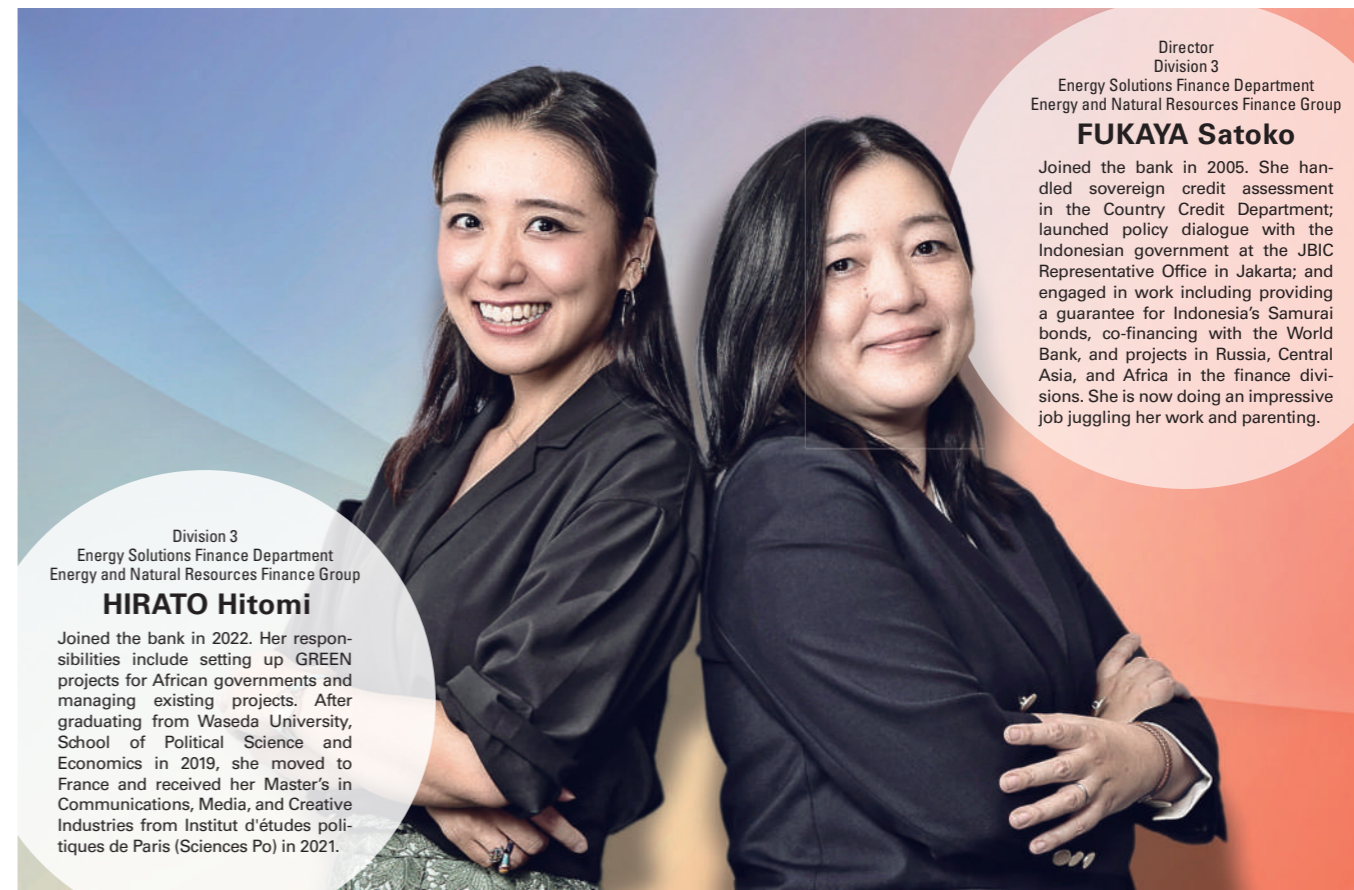 Director
Division 3
Energy Solutions Finance Department
Energy and Natural Resources Finance Group
FUKAYA Satoko
Joined the bank in 2005. She han-
dled sovereign credit assessment
in the Country Credit Department;
launched policy dialogue with the
Indonesian government at the JBIC
Representative Office in Jakarta; and
engaged in work including providing
a guarantee for Indonesia's Samurai
bonds, co-financing with the World
Bank, and projects in Russia, Central
Asia, and Africa in the finance divi-
sions. She is now doing an impressive
job juggling her work and parenting.
Division 3
Energy Solutions Finance Department
Energy and Natural Resources Finance Group
HIRATO Hitomi
Joined the bank in 2022. Her respon-
sibilities include setting up GREEN
projects for African governments and
managing existing projects. After
graduating from Waseda University,
School of Political Science and
Economics in 2019, she moved to
France and received her Master's in
Communications, Media, and Creative
Industries from Institut d'études poli-
tiques de Paris (Sciences Po) in 2021.